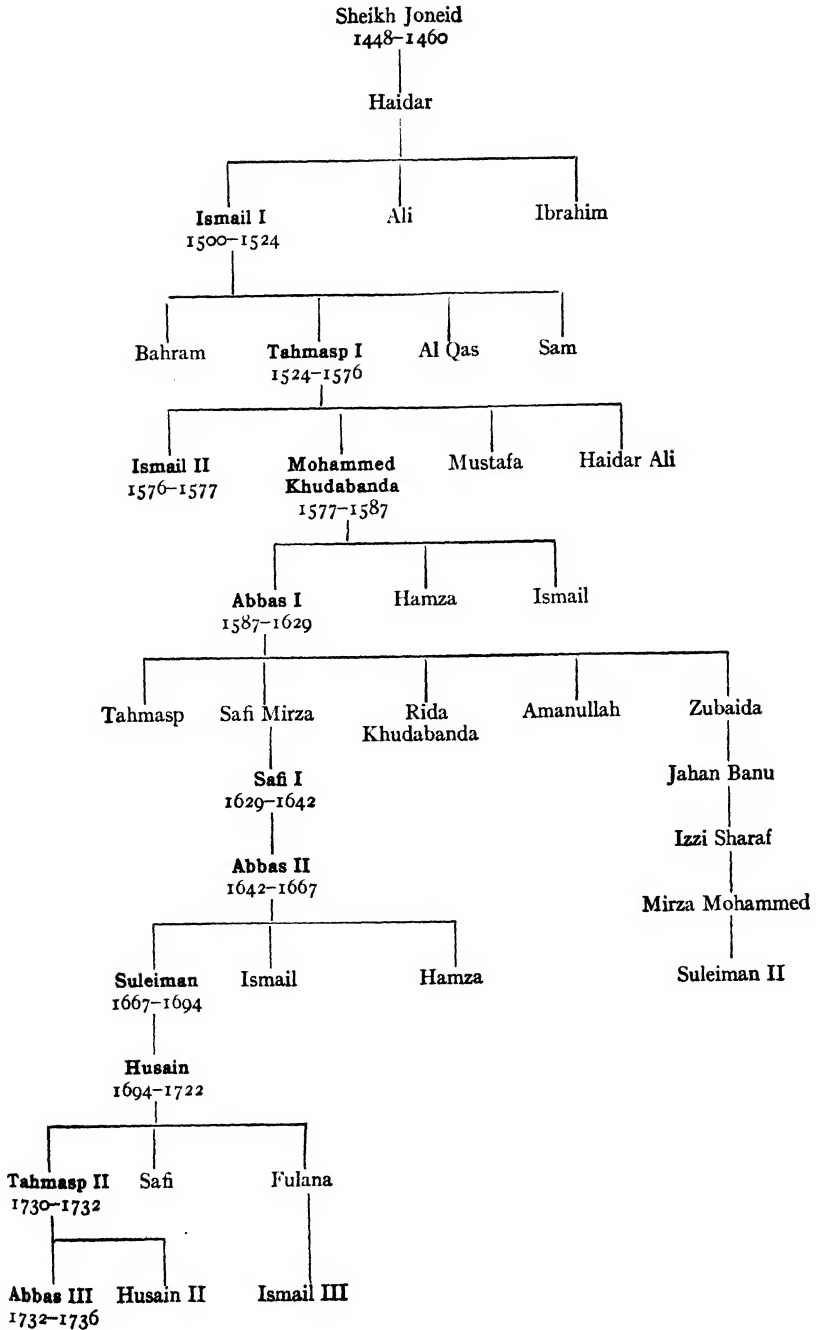 Sheikh Joneid
1448–1460
Haidar
Ismail I
1500–1524
Ali
Ibrahim
Bahram
Tahmasp I
1524–1576
Al Qas
Sam
Ismail II
1576–1577
Mohammed
Khudabanda
1577–1587
Mustafa
Haidar Ali
Abbas I
1587–1629
Hamza
Ismail
Tahmasp
Safi Mirza
Rida
Khudabanda
Amanullah
Zubaida
Safi I
1629–1642
Jahan Banu
Izzi Sharaf
Abbas II
1642–1667
Mirza Mohammed
Suleiman
1667–1694
Ismail
Hamza
Suleiman II
Husain
1694–1722
Tahmasp II
1730–1732
Safi
Fulana
Abbas III
1732–1736
Husain II
Ismail III